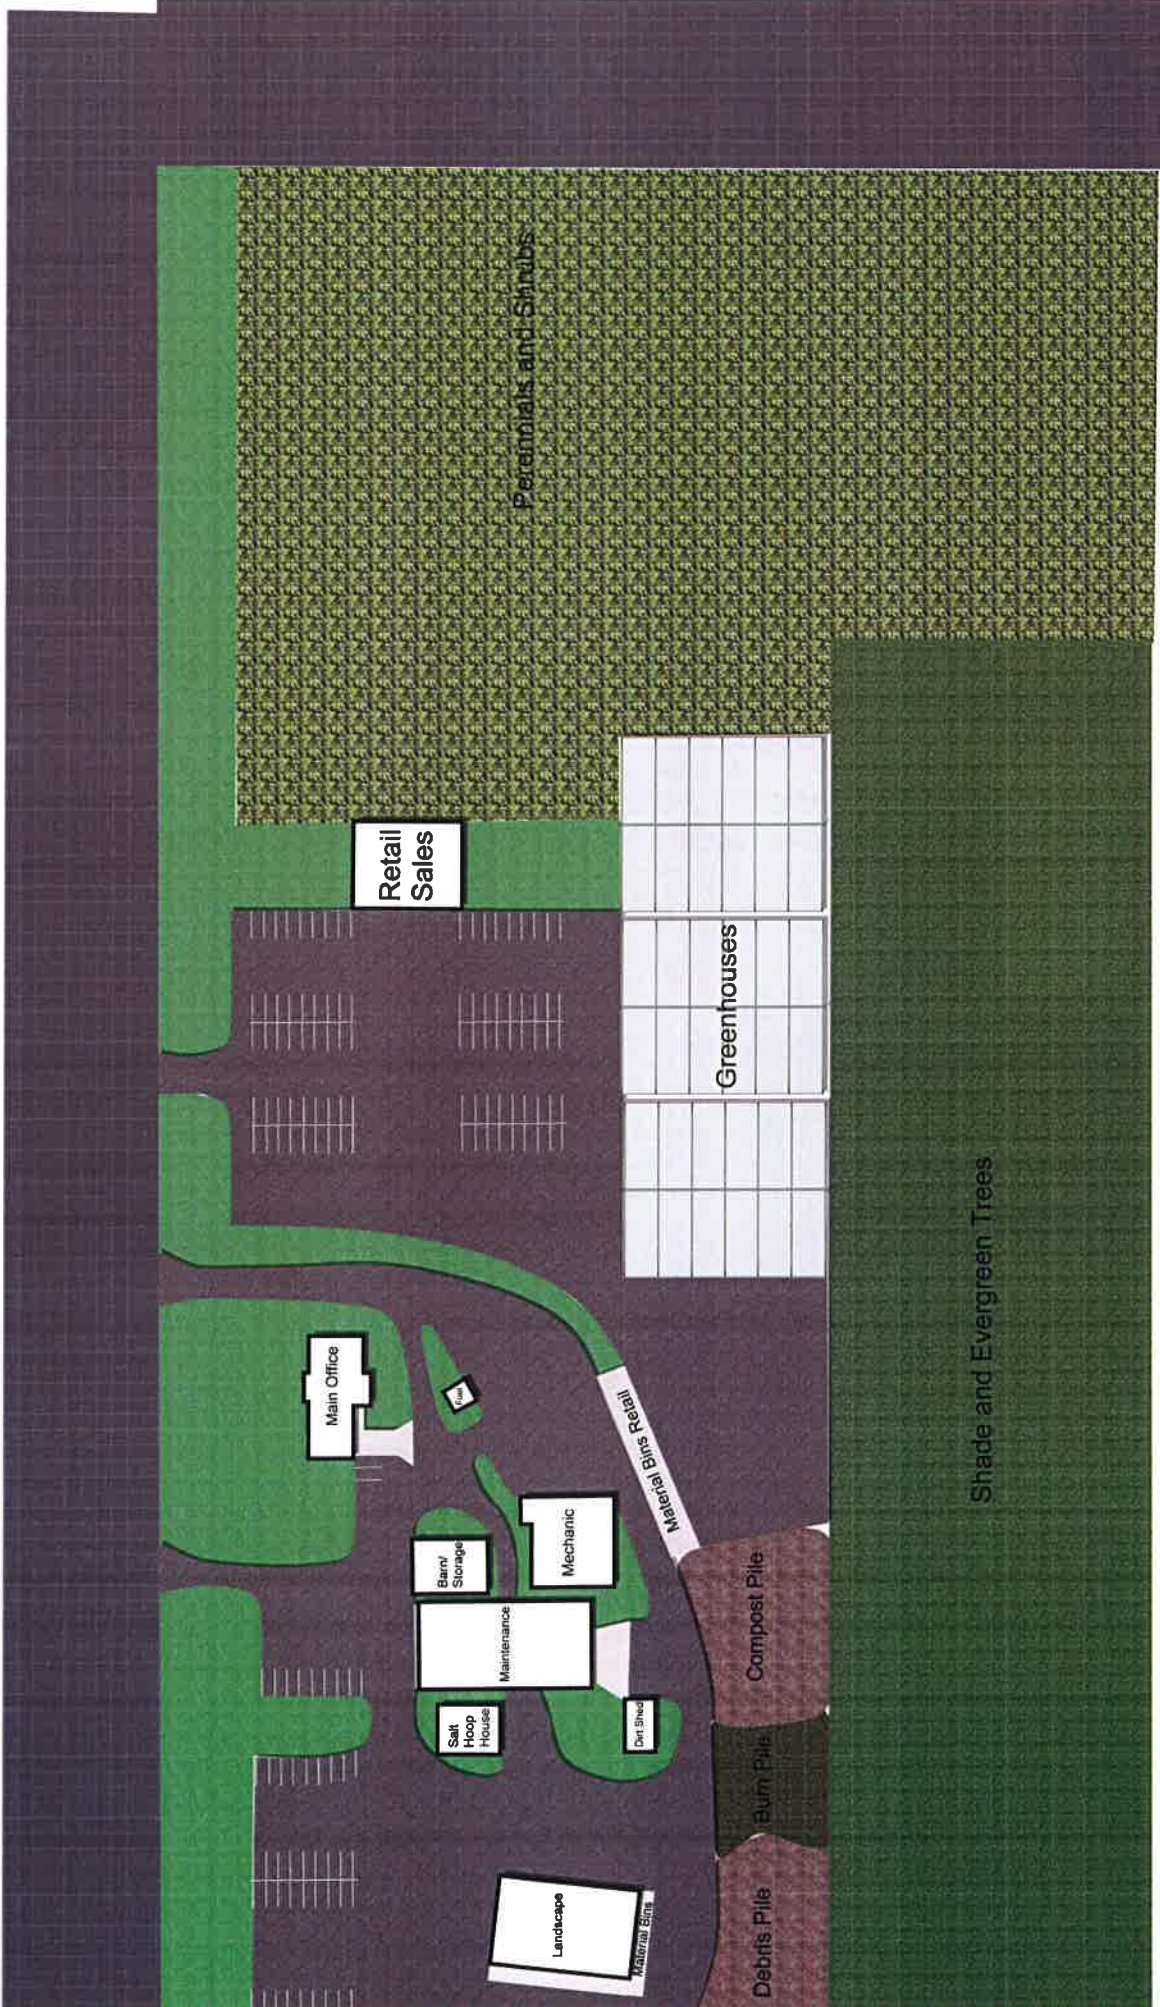 Perennials and Shrubs
Retail
Sales
Greenhouses
Shade and Evergreen Trees
Main Office
Fuel
Material Bins Retail
Mechanic
Barn/
Storage
Maintenance
Compost Pile
Salt
Hoop
House
Dirt Shed
Burn Pile
Landscape
Material Bins
Debris Pile